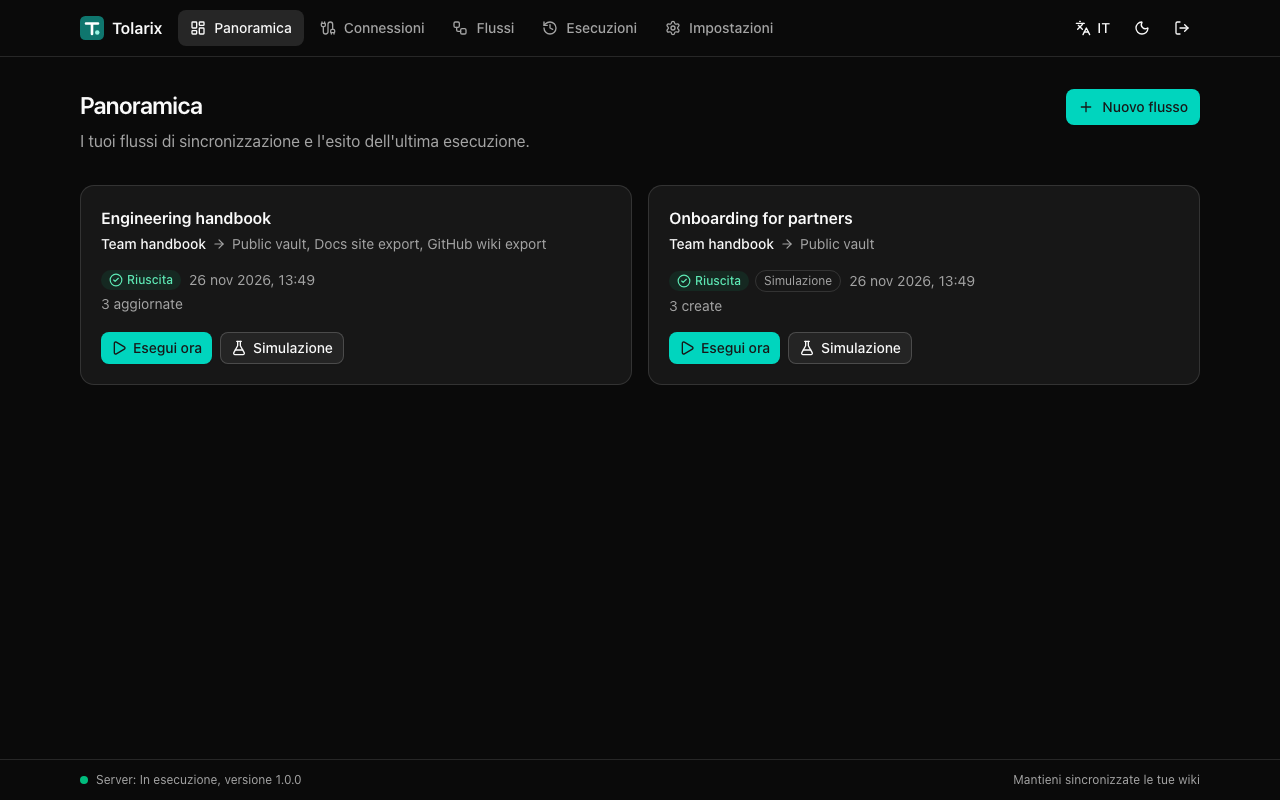 Tolarix Panoramica Connessioni Flussi Esecuzioni Impostazioni IT
Panoramica
Nuovo flusso
I tuoi flussi di sincronizzazione e l'esito dell'ultima esecuzione.
Engineering handbook
Team handbook → Public vault, Docs site export, GitHub wiki export
Riuscita 26 nov 2026, 13:49
3 aggiornate
Esegui ora Simulazione
Onboarding for partners
Team handbook → Public vault
Riuscita Simulazione 26 nov 2026, 13:49
3 create
Esegui ora Simulazione
Server: In esecuzione, versione 1.0.0
Mantieni sincronizzate le tue wiki